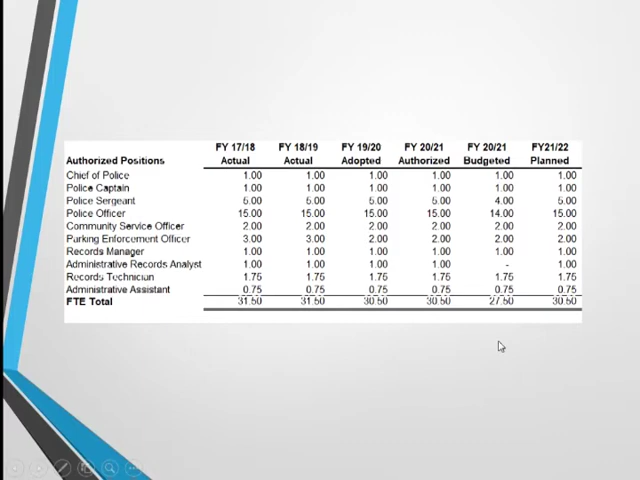 FY 17/18 FY 18/19 FY 19/20 FY 20/21 FY 20/21 FY21/22
Authorized Positions Actual Actual Adopted Authorized Budgeted Planned
Chief of Police 1.00 1.00 1.00 1.00 1.00 1.00
Police Captain 1.00 1.00 1.00 1.00 1.00 1.00
Police Sergeant 5.00 5.00 5.00 5.00 4.00 5.00
Police Officer 15.00 15.00 15.00 15.00 14.00 15.00
Community Service Officer 2.00 2.00 2.00 2.00 2.00 2.00
Parking Enforcement Officer 3.00 3.00 2.00 2.00 2.00 2.00
Records Manager 1.00 1.00 1.00 1.00 1.00 1.00
Administrative Records Analyst 1.00 1.00 1.00 1.00 - 1.00
Records Technician 1.75 1.75 1.75 1.75 1.75 1.75
Administrative Assistant 0.75 0.75 0.75 0.75 0.75 0.75
FTE Total 31.50 31.50 30.50 30.50 27.50 30.50